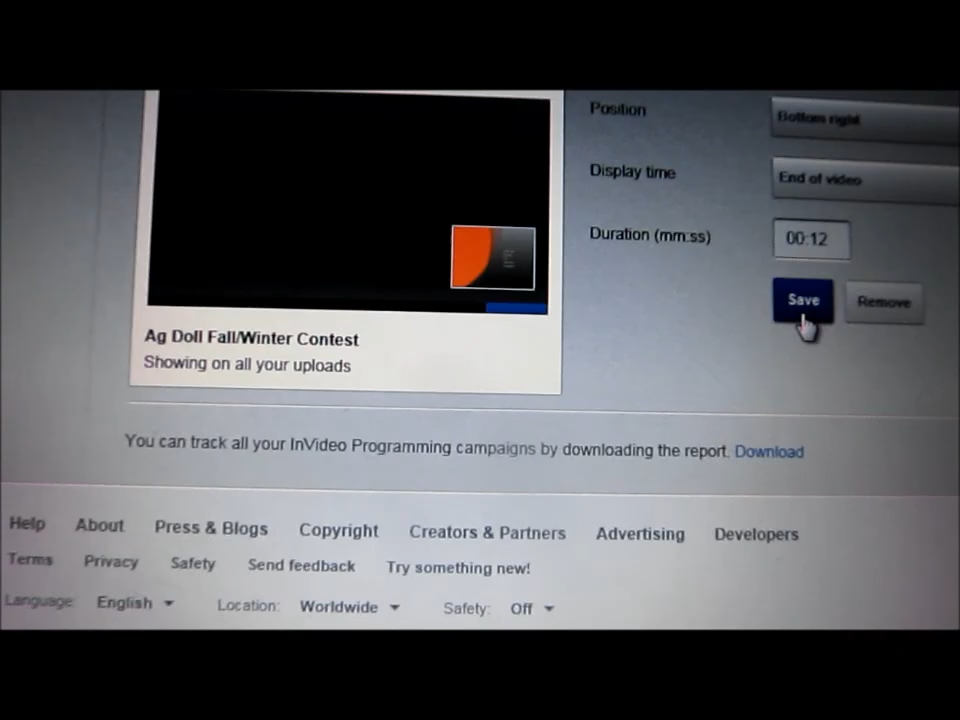 Position
Bottom right
Display time
End of video
Duration (mm:ss)
00:12
Save
Remove
Ag Doll Fall/Winter Contest
Showing on all your uploads
You can track all your InVideo Programming campaigns by downloading the report. Download
Help About Press & Blogs Copyright Creators & Partners Advertising Developers
Terms Privacy Safety Send feedback Try something new!
Language: English Location: Worldwide Safety: Off